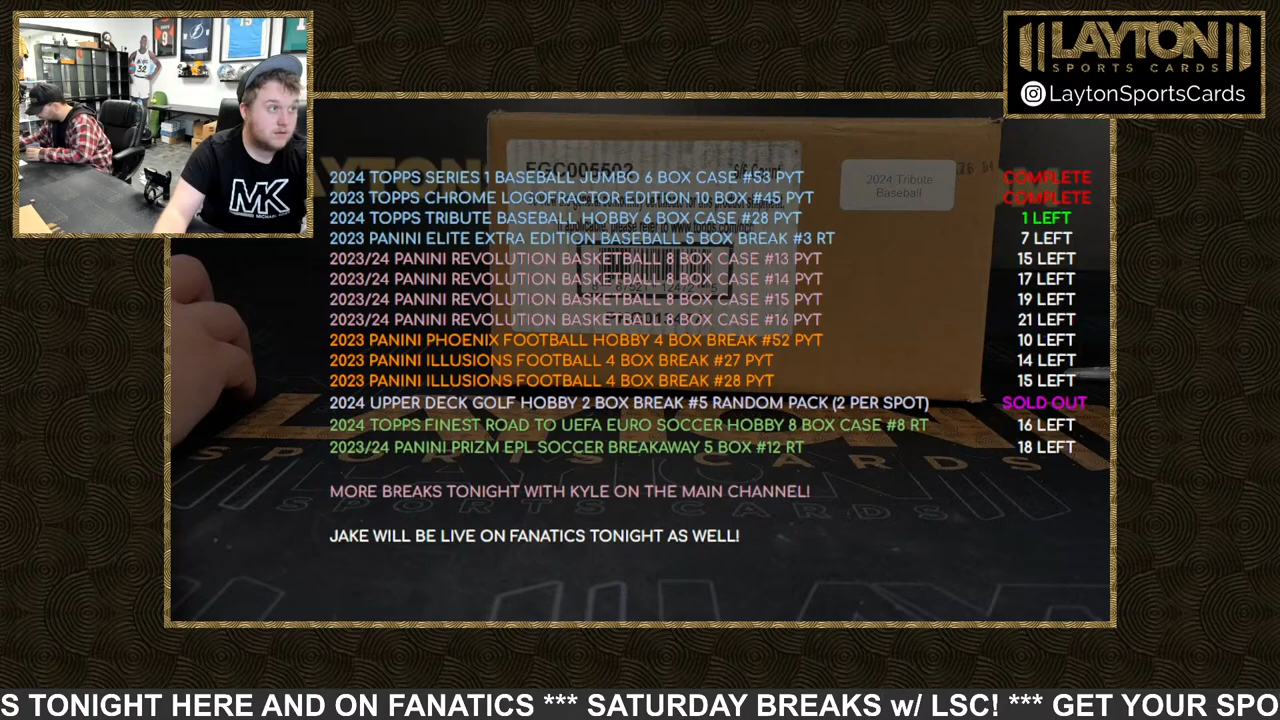 LAYTON
SPORTS CARDS
LaytonSportsCards
2024 Tribute
Baseball
2024 TOPPS SERIES 1 BASEBALL JUMBO 6 BOX CASE #53 PYT COMPLETE
2023 TOPPS CHROME LOGOFRACTOR EDITION 10 BOX #45 PYT COMPLETE
2024 TOPPS TRIBUTE BASEBALL HOBBY 6 BOX CASE #28 PYT 1 LEFT
2023 PANINI ELITE EXTRA EDITION BASEBALL 5 BOX BREAK #3 RT 7 LEFT
2023/24 PANINI REVOLUTION BASKETBALL 8 BOX CASE #13 PYT 15 LEFT
2023/24 PANINI REVOLUTION BASKETBALL 8 BOX CASE #14 PYT 17 LEFT
2023/24 PANINI REVOLUTION BASKETBALL 8 BOX CASE #15 PYT 19 LEFT
2023/24 PANINI REVOLUTION BASKETBALL 8 BOX CASE #16 PYT 21 LEFT
2023 PANINI PHOENIX FOOTBALL HOBBY 4 BOX BREAK #52 PYT 10 LEFT
2023 PANINI ILLUSIONS FOOTBALL 4 BOX BREAK #27 PYT 14 LEFT
2023 PANINI ILLUSIONS FOOTBALL 4 BOX BREAK #28 PYT 15 LEFT
2024 UPPER DECK GOLF HOBBY 2 BOX BREAK #5 RANDOM PACK (2 PER SPOT) SOLD OUT
2024 TOPPS FINEST ROAD TO UEFA EURO SOCCER HOBBY 8 BOX CASE #8 RT 16 LEFT
2023/24 PANINI PRIZM EPL SOCCER BREAKAWAY 5 BOX #12 RT 18 LEFT
MORE BREAKS TONIGHT WITH KYLE ON THE MAIN CHANNEL!
JAKE WILL BE LIVE ON FANATICS TONIGHT AS WELL!
MK
S TONIGHT HERE AND ON FANATICS *** SATURDAY BREAKS w/ LSC! *** GET YOUR SPO